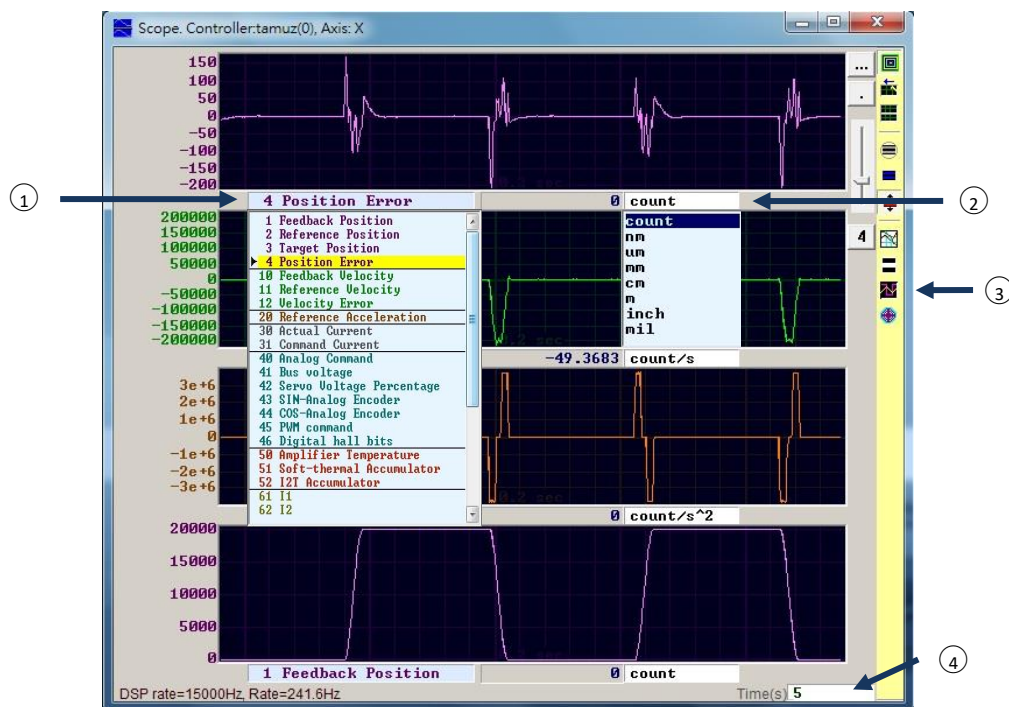 Scope. Controller:tamuz(0), Axis: X
150
100
50
0
-50
-100
-150
-200
...
.
1
4 Position Error
0 count
2
200000
150000
100000
50000
0
-50000
-100000
-150000
-200000
1 Feedback Position
2 Reference Position
3 Target Position
4 Position Error
10 Feedback Velocity
11 Reference Velocity
12 Velocity Error
20 Reference Acceleration
30 Actual Current
31 Command Current
40 Analog Command
41 Bus voltage
42 Servo Voltage Percentage
43 SIN-Analog Encoder
44 COS-Analog Encoder
45 PWM command
46 Digital hall bits
50 Amplifier Temperature
51 Soft-thermal Accumulator
52 I2T Accumulator
61 I1
62 I2
count
nm
um
mm
cm
m
inch
mil
4
3
-49.3683 count/s
3e+6
2e+6
1e+6
0
-1e+6
-2e+6
-3e+6
0.2 sec
0 count/s^2
20000
15000
10000
5000
0
1 Feedback Position
0 count
4
DSP rate=15000Hz, Rate=241.6Hz
Time(s) 5